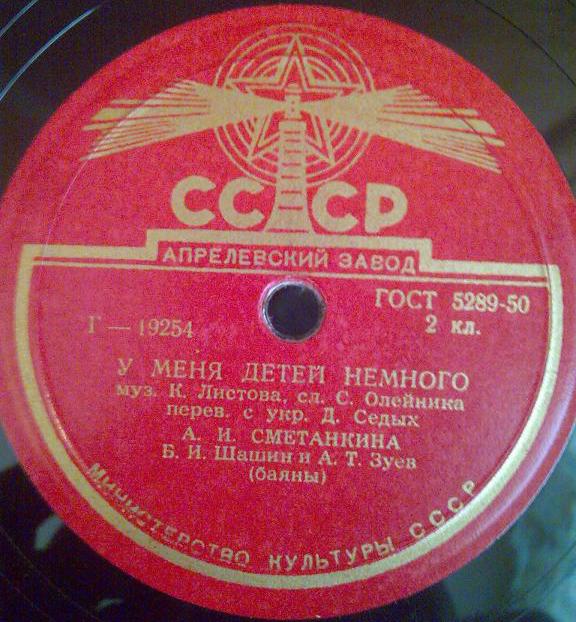 СССР
АПРЕЛЕВСКИЙ ЗАВОД
ГОСТ 5289-50
Г — 19254
2 кл.
У МЕНЯ ДЕТЕЙ НЕМНОГО
муз. К. Листова, сл. С. Олейника
перев. с укр. Д. Седых
А. И. СМЕТАНКИНА
Б. И. Шашин и А. Т. Зуев
(баяны)
МИНИСТЕРСТВО КУЛЬТУРЫ СССР